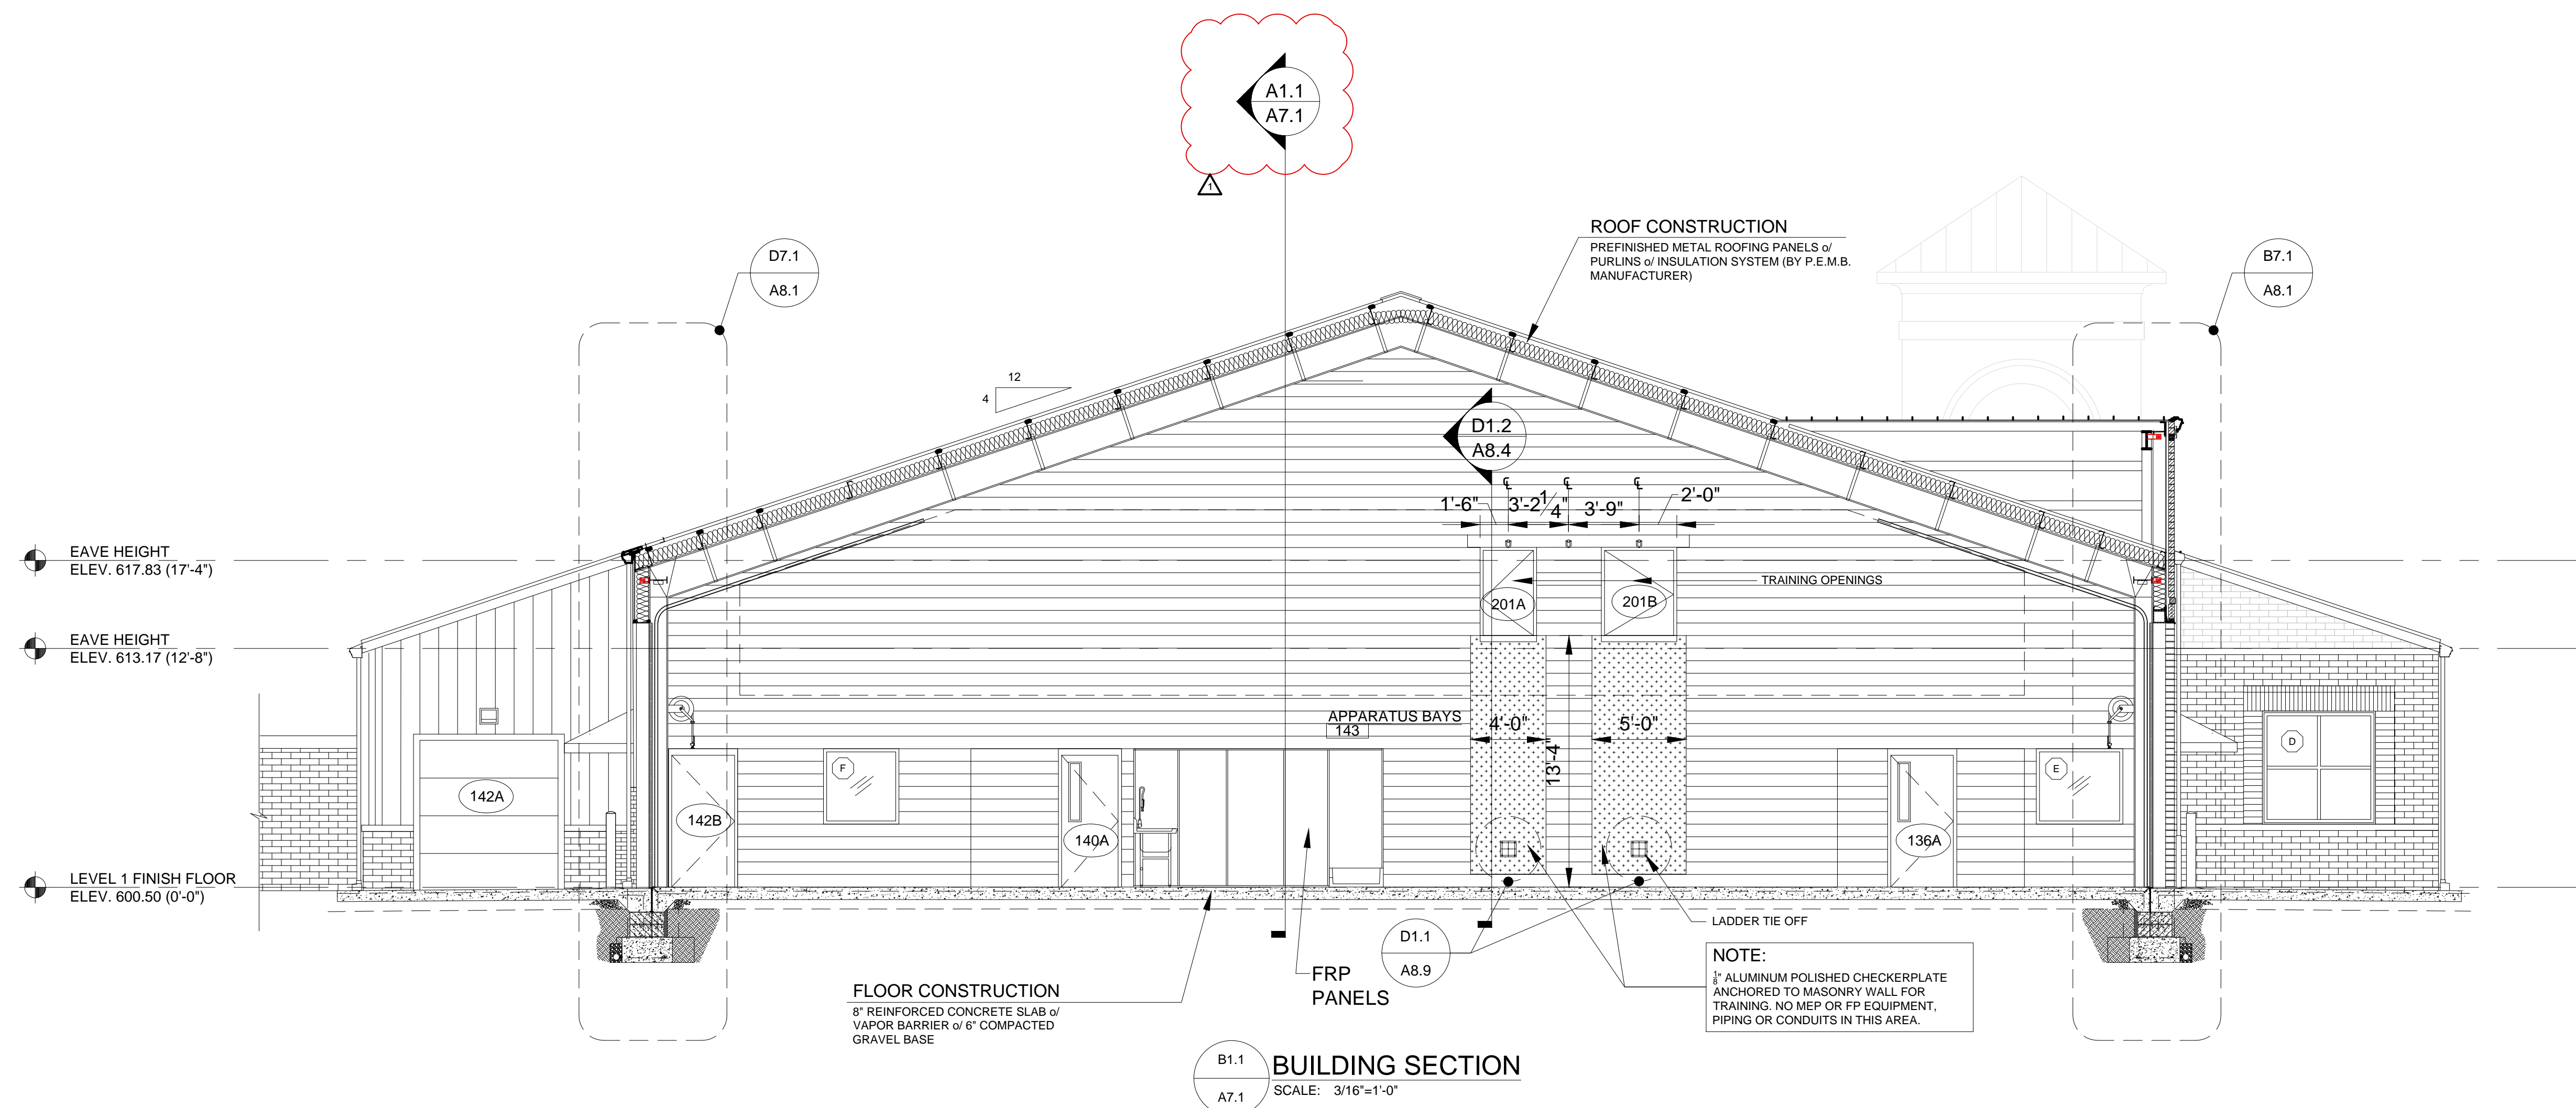 A1.1
A7.1
1
ROOF CONSTRUCTION
PREFINISHED METAL ROOFING PANELS o/
PURLINS o/ INSULATION SYSTEM (BY P.E.M.B.
MANUFACTURER)
D7.1
A8.1
B7.1
A8.1
12
4
D1.2
A8.4
℄ ℄ ℄
1'-6" 3'-2 1/4" 3'-9" 2'-0"
EAVE HEIGHT
ELEV. 617.83 (17'-4")
TRAINING OPENINGS
201A
201B
EAVE HEIGHT
ELEV. 613.17 (12'-8")
APPARATUS BAYS
143
4'-0"
5'-0"
13'-4"
F
D
E
142A
142B
140A
136A
LEVEL 1 FINISH FLOOR
ELEV. 600.50 (0'-0")
LADDER TIE OFF
D1.1
A8.9
FRP
PANELS
NOTE:
1/8" ALUMINUM POLISHED CHECKERPLATE
ANCHORED TO MASONRY WALL FOR
TRAINING. NO MEP OR FP EQUIPMENT,
PIPING OR CONDUITS IN THIS AREA.
FLOOR CONSTRUCTION
8" REINFORCED CONCRETE SLAB o/
VAPOR BARRIER o/ 6" COMPACTED
GRAVEL BASE
B1.1
A7.1
BUILDING SECTION
SCALE: 3/16"=1'-0"